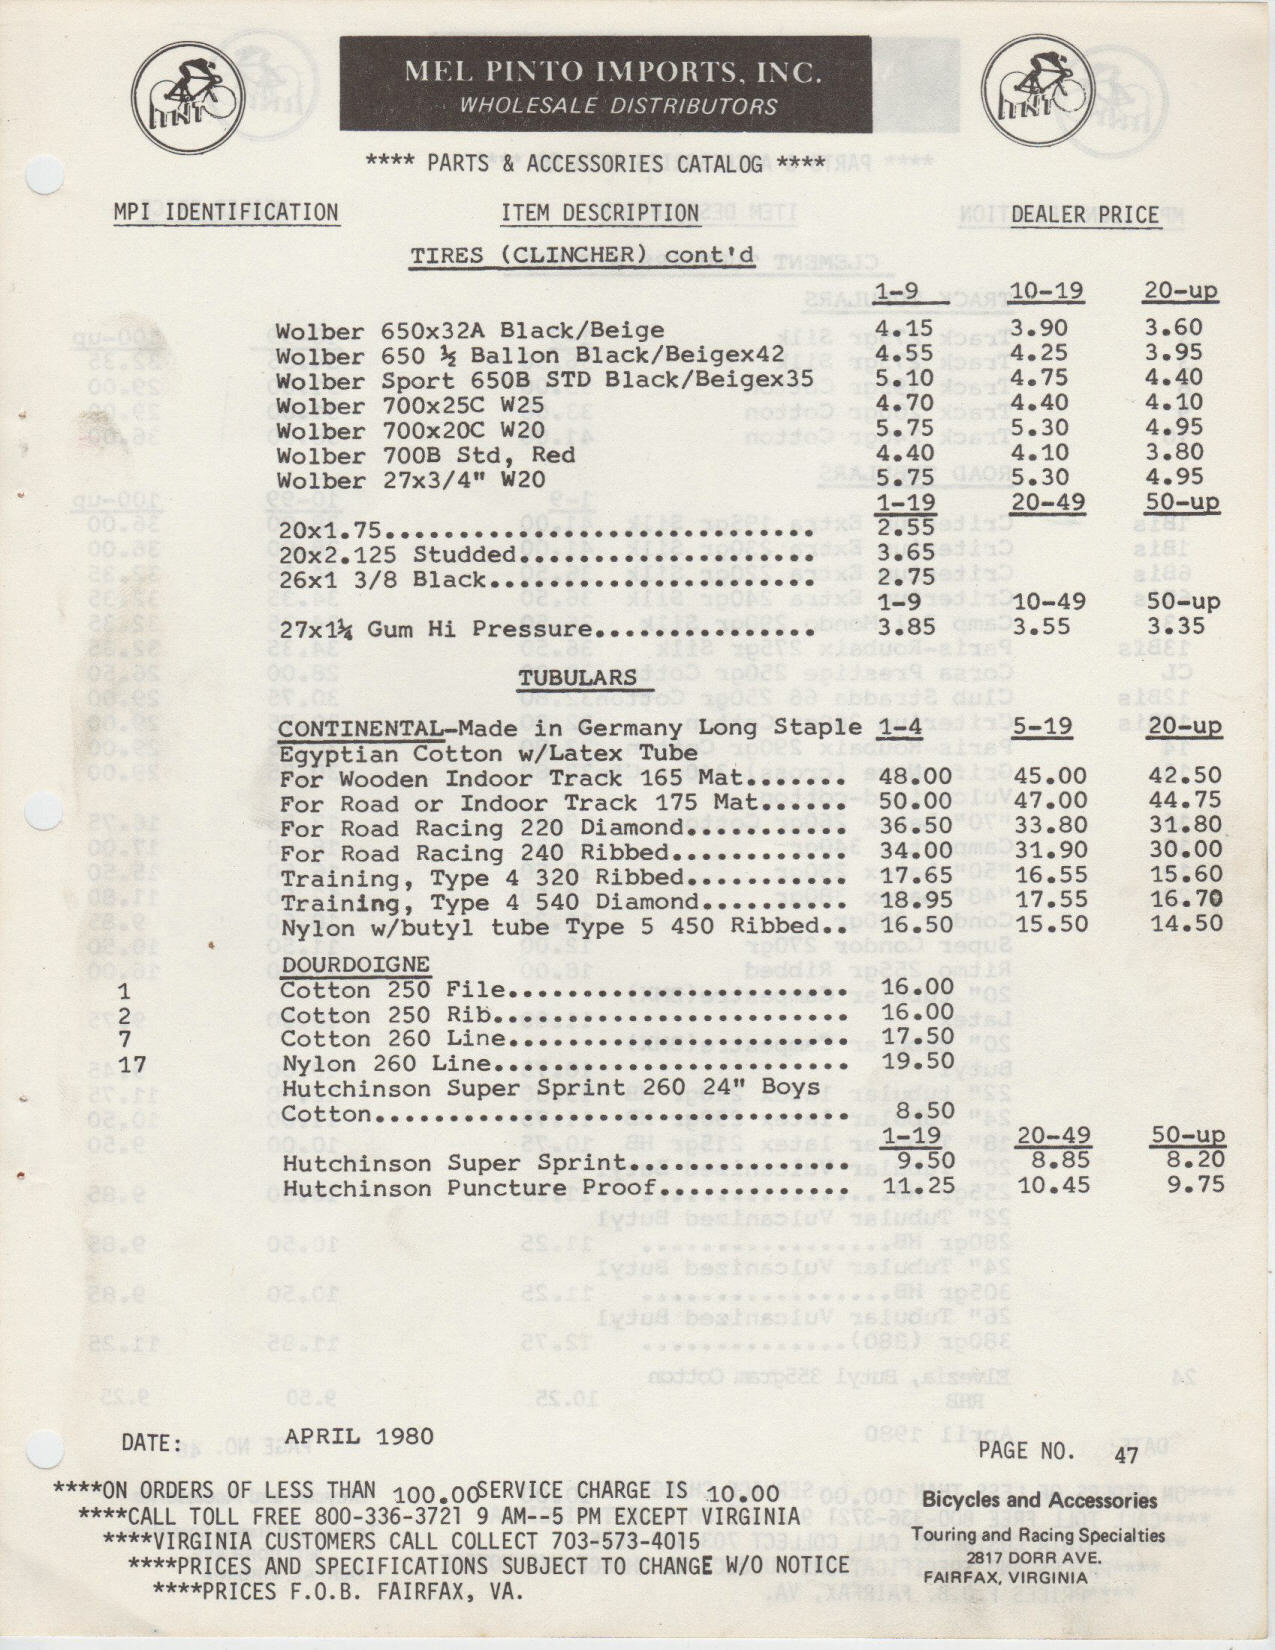 MEL PINTO IMPORTS, INC.
WHOLESALE DISTRIBUTORS
**** PARTS & ACCESSORIES CATALOG ****
MPI IDENTIFICATION ITEM DESCRIPTION DEALER PRICE
TIRES (CLINCHER) cont'd
1-9 10-19 20-up
Wolber 650x32A Black/Beige 4.15 3.90 3.60
Wolber 650 ½ Ballon Black/Beigex42 4.55 4.25 3.95
Wolber Sport 650B STD Black/Beigex35 5.10 4.75 4.40
Wolber 700x25C W25 4.70 4.40 4.10
Wolber 700x20C W20 5.75 5.30 4.95
Wolber 700B Std, Red 4.40 4.10 3.80
Wolber 27x3/4" W20 5.75 5.30 4.95
1-19 20-49 50-up
20x1.75............................. 2.55
20x2.125 Studded.................... 3.65
26x1 3/8 Black...................... 2.75
1-9 10-49 50-up
27x1¼ Gum Hi Pressure............... 3.85 3.55 3.35
TUBULARS
CONTINENTAL-Made in Germany Long Staple 1-4 5-19 20-up
Egyptian Cotton w/Latex Tube
For Wooden Indoor Track 165 Mat....... 48.00 45.00 42.50
For Road or Indoor Track 175 Mat...... 50.00 47.00 44.75
For Road Racing 220 Diamond........... 36.50 33.80 31.80
For Road Racing 240 Ribbed............ 34.00 31.90 30.00
Training, Type 4 320 Ribbed........... 17.65 16.55 15.60
Training, Type 4 540 Diamond.......... 18.95 17.55 16.70
Nylon w/butyl tube Type 5 450 Ribbed.. 16.50 15.50 14.50
DOURDOIGNE
1 Cotton 250 File....................... 16.00
2 Cotton 250 Rib........................ 16.00
7 Cotton 260 Line....................... 17.50
17 Nylon 260 Line........................ 19.50
Hutchinson Super Sprint 260 24" Boys
Cotton................................ 8.50
1-19 20-49 50-up
Hutchinson Super Sprint............... 9.50 8.85 8.20
Hutchinson Puncture Proof............. 11.25 10.45 9.75
DATE: APRIL 1980 PAGE NO. 47
****ON ORDERS OF LESS THAN 100.00 SERVICE CHARGE IS 10.00
****CALL TOLL FREE 800-336-3721 9 AM--5 PM EXCEPT VIRGINIA
****VIRGINIA CUSTOMERS CALL COLLECT 703-573-4015
****PRICES AND SPECIFICATIONS SUBJECT TO CHANGE W/O NOTICE
****PRICES F.O.B. FAIRFAX, VA.
Bicycles and Accessories
Touring and Racing Specialties
2817 DORR AVE.
FAIRFAX, VIRGINIA